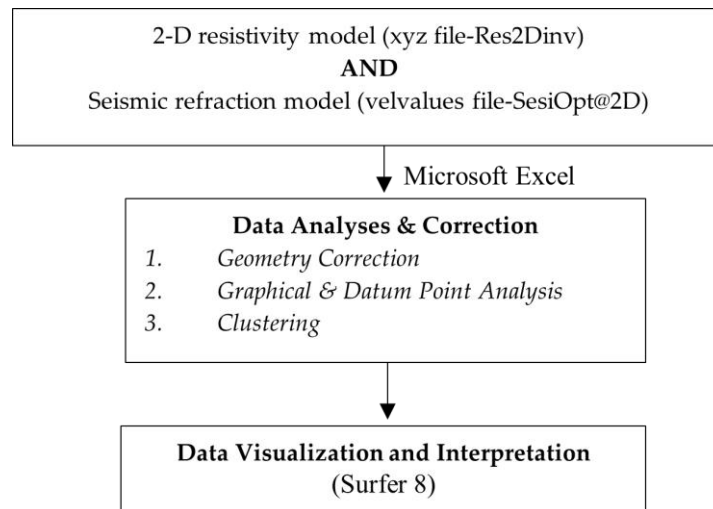 2-D resistivity model (xyz file-Res2Dinv)
AND
Seismic refraction model (velvalues file-SesiOpt@2D)
Microsoft Excel
Data Analyses & Correction
1. Geometry Correction
2. Graphical & Datum Point Analysis
3. Clustering
Data Visualization and Interpretation
(Surfer 8)